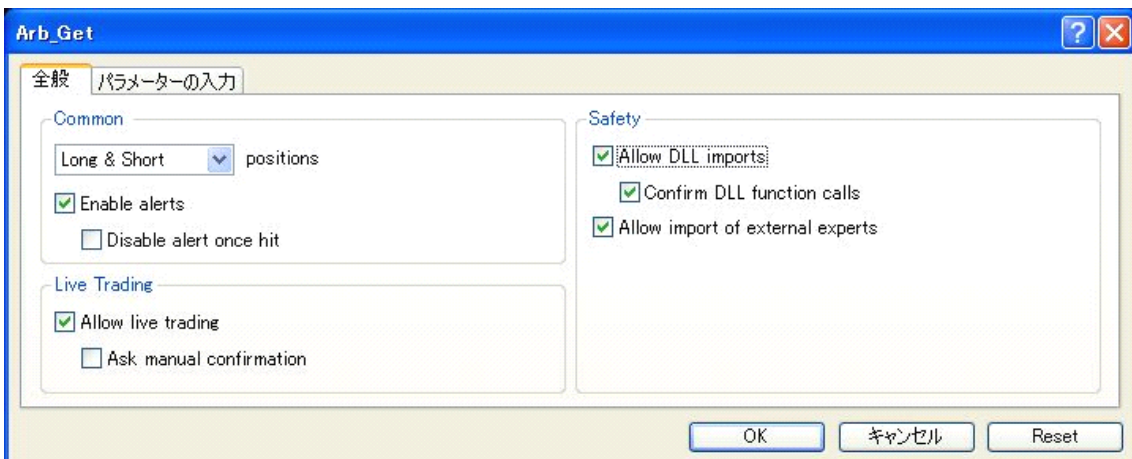 Arb_Get
全般 パラメーターの入力
Common
Long & Short positions
Enable alerts
Disable alert once hit
Live Trading
Allow live trading
Ask manual confirmation
Safety
Allow DLL imports
Confirm DLL function calls
Allow import of external experts
OK キャンセル Reset